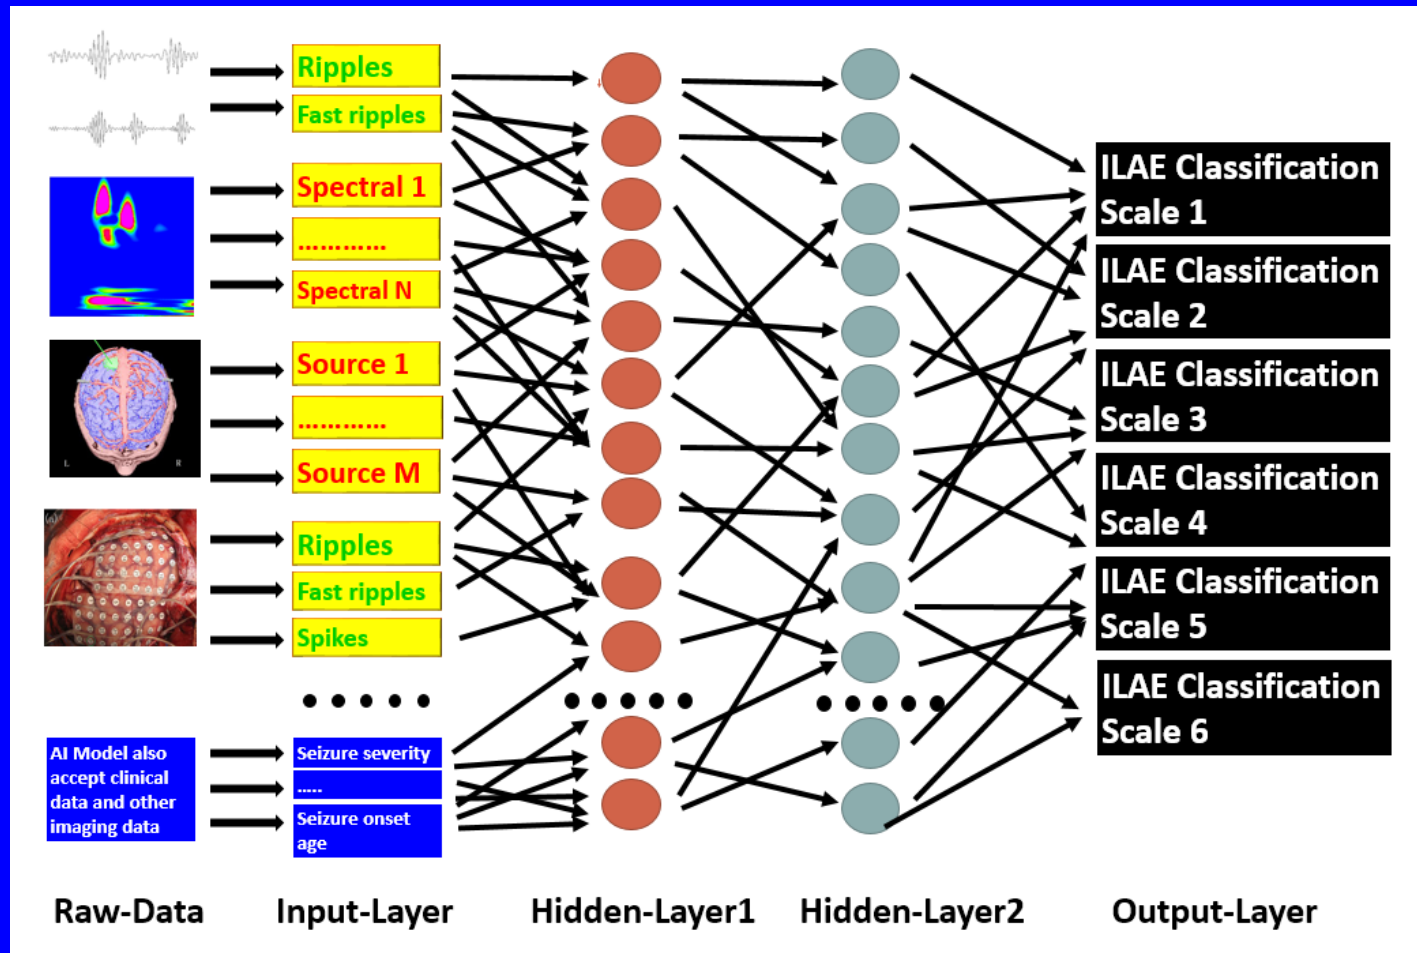 Ripples
Fast ripples
Spectral 1
............
Spectral N
Source 1
............
Source M
Ripples
Fast ripples
Spikes
AI Model also
accept clinical
data and other
imaging data
Seizure severity
.....
Seizure onset
age
L
R
ILAE Classification
Scale 1
ILAE Classification
Scale 2
ILAE Classification
Scale 3
ILAE Classification
Scale 4
ILAE Classification
Scale 5
ILAE Classification
Scale 6
Raw-Data
Input-Layer
Hidden-Layer1
Hidden-Layer2
Output-Layer